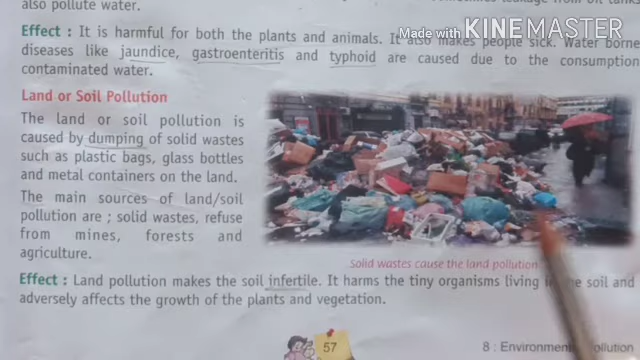 also pollute water.
Made with KINEMASTER
Effect : It is harmful for both the plants and animals. It also makes people sick. Water borne
diseases like jaundice, gastroenteritis and typhoid are caused due to the consumption
contaminated water.
Land or Soil Pollution
The land or soil pollution is
caused by dumping of solid wastes
such as plastic bags, glass bottles
and metal containers on the land.
The main sources of land/soil
pollution are ; solid wastes, refuse
from mines, forests and
agriculture.
Solid wastes cause the land pollution
Effect : Land pollution makes the soil infertile. It harms the tiny organisms living in the soil and
adversely affects the growth of the plants and vegetation.
57
8 : Environment